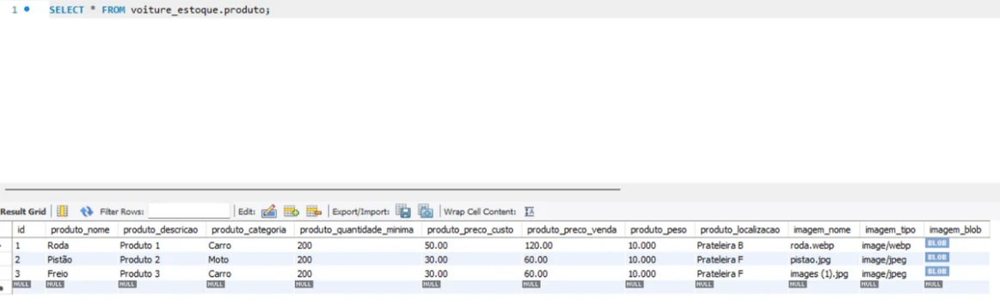 1 SELECT * FROM voiture_estoque.produto;
Result Grid Filter Rows: Edit: Export/Import: Wrap Cell Content:
id produto_nome produto_descricao produto_categoria produto_quantidade_minima produto_preco_custo produto_preco_venda produto_peso produto_localizacao imagem_nome imagem_tipo imagem_blob
1 Roda Produto 1 Carro 200 50.00 120.00 10.000 Prateleira B roda.webp image/webp BLOB
2 Pistão Produto 2 Moto 200 30.00 60.00 10.000 Prateleira F pistao.jpg image/jpeg BLOB
3 Freio Produto 3 Carro 200 30.00 60.00 10.000 Prateleira F images (1).jpg image/jpeg BLOB
NULL NULL NULL NULL NULL NULL NULL NULL NULL NULL NULL NULL